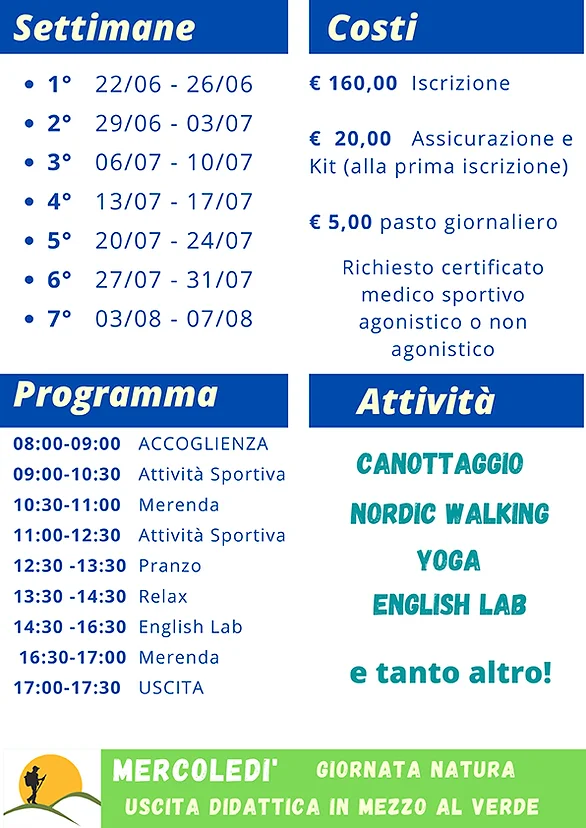 Settimane
1° 22/06 - 26/06
2° 29/06 - 03/07
3° 06/07 - 10/07
4° 13/07 - 17/07
5° 20/07 - 24/07
6° 27/07 - 31/07
7° 03/08 - 07/08
Costi
€ 160,00 Iscrizione
€ 20,00 Assicurazione e
Kit (alla prima iscrizione)
€ 5,00 pasto giornaliero
Richiesto certificato
medico sportivo
agonistico o non
agonistico
Programma
08:00-09:00 ACCOGLIENZA
09:00-10:30 Attività Sportiva
10:30-11:00 Merenda
11:00-12:30 Attività Sportiva
12:30 -13:30 Pranzo
13:30 -14:30 Relax
14:30 -16:30 English Lab
16:30-17:00 Merenda
17:00-17:30 USCITA
Attività
CANOTTAGGIO
NORDIC WALKING
YOGA
ENGLISH LAB
e tanto altro!
MERCOLEDI' GIORNATA NATURA
USCITA DIDATTICA IN MEZZO AL VERDE